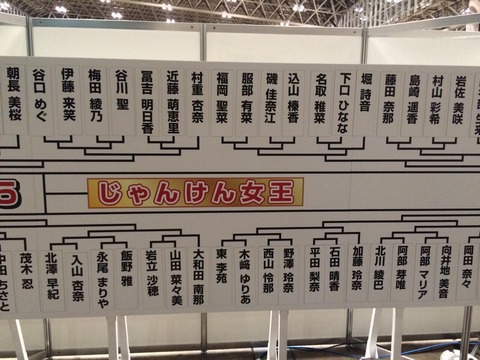 朝長 美桜
谷口 めぐ
伊藤 来笑
梅田 綾乃
谷川 聖
冨吉 明日香
近藤 萌恵里
村重 杏奈
福岡 聖菜
服部 有菜
磯 佳奈江
込山 榛香
名取 稚菜
下口 ひなな
堀 詩音
藤田 奈那
島崎 遥香
村山 彩希
岩佐 美咲
5
じゃんけん女王
中田 ちさと
茂木 忍
北澤 早紀
入山 杏奈
永尾 まりや
飯野 雅
岩立 沙穂
山田 菜々美
大和田 南那
東 李苑
木﨑 ゆりあ
西山 怜那
野澤 玲奈
平田 梨奈
石田 晴香
加藤 玲奈
北川 綾巴
阿部 芽唯
阿部 マリア
向井地 美音
岡田 奈々